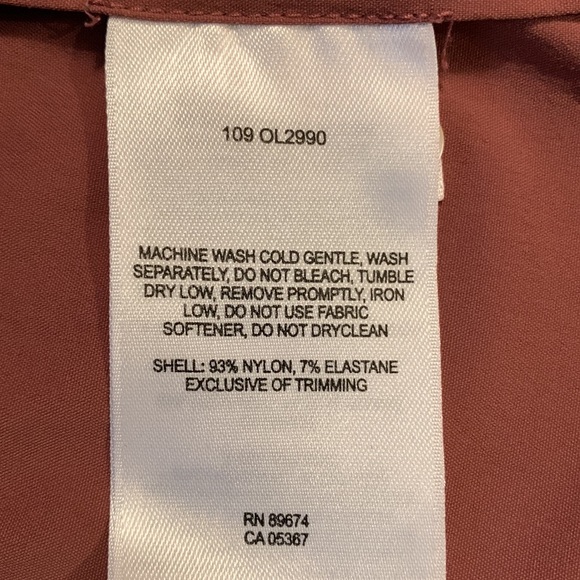 109 OL2990
MACHINE WASH COLD GENTLE, WASH
SEPARATELY, DO NOT BLEACH, TUMBLE
DRY LOW, REMOVE PROMPTLY, IRON
LOW, DO NOT USE FABRIC
SOFTENER, DO NOT DRYCLEAN
SHELL: 93% NYLON, 7% ELASTANE
EXCLUSIVE OF TRIMMING
RN 89674
CA 05367